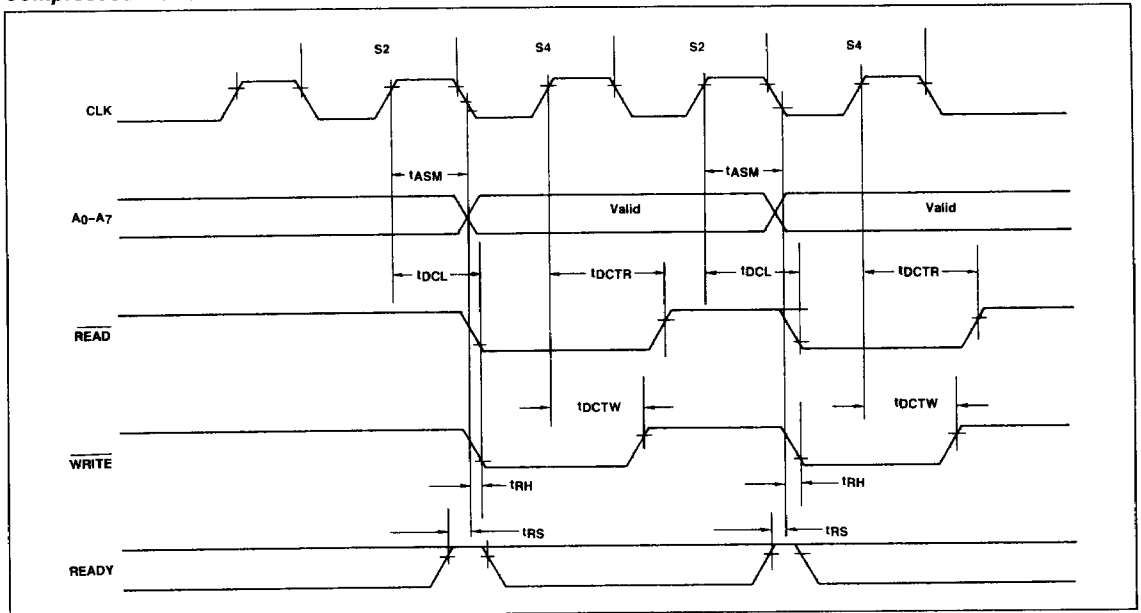 S2 S4 S2 S4
CLK
tASM tASM
A0–A7 Valid Valid
tDCL tDCTR tDCL tDCTR
READ
tDCTW tDCTW
WRITE
tRH tRH
tRS tRS
READY